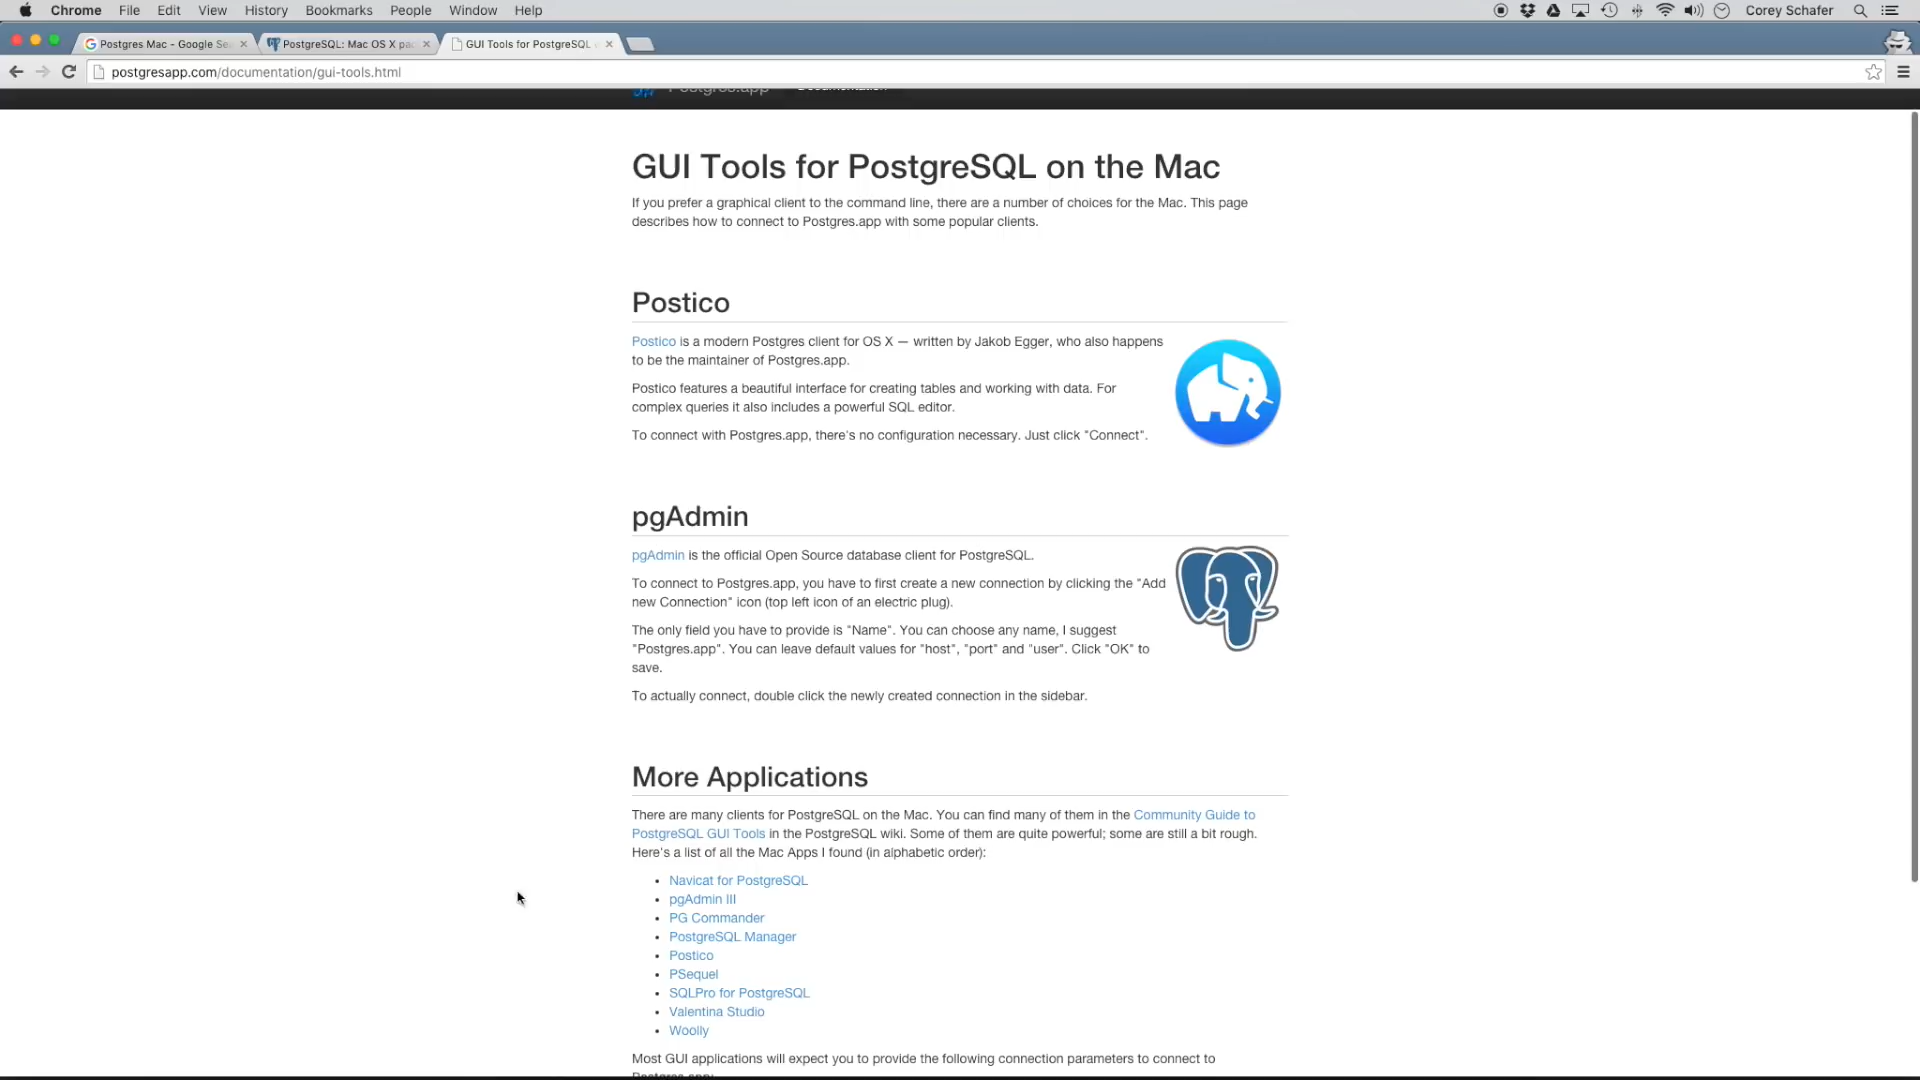 Chrome File Edit View History Bookmarks People Window Help Corey Schafer
Postgres Mac - Google Se
PostgreSQL: Mac OS X pac
GUI Tools for PostgreSQL
postgresapp.com/documentation/gui-tools.html
Postgres.app Documentation
GUI Tools for PostgreSQL on the Mac
If you prefer a graphical client to the command line, there are a number of choices for the Mac. This page
describes how to connect to Postgres.app with some popular clients.
Postico
Postico is a modern Postgres client for OS X — written by Jakob Egger, who also happens
to be the maintainer of Postgres.app.
Postico features a beautiful interface for creating tables and working with data. For
complex queries it also includes a powerful SQL editor.
To connect with Postgres.app, there's no configuration necessary. Just click "Connect".
pgAdmin
pgAdmin is the official Open Source database client for PostgreSQL.
To connect to Postgres.app, you have to first create a new connection by clicking the "Add
new Connection" icon (top left icon of an electric plug).
The only field you have to provide is "Name". You can choose any name, I suggest
"Postgres.app". You can leave default values for "host", "port" and "user". Click "OK" to
save.
To actually connect, double click the newly created connection in the sidebar.
More Applications
There are many clients for PostgreSQL on the Mac. You can find many of them in the Community Guide to
PostgreSQL GUI Tools in the PostgreSQL wiki. Some of them are quite powerful; some are still a bit rough.
Here's a list of all the Mac Apps I found (in alphabetic order):
• Navicat for PostgreSQL
• pgAdmin III
• PG Commander
• PostgreSQL Manager
• Postico
• PSequel
• SQLPro for PostgreSQL
• Valentina Studio
• Woolly
Most GUI applications will expect you to provide the following connection parameters to connect to
Postgres.app: